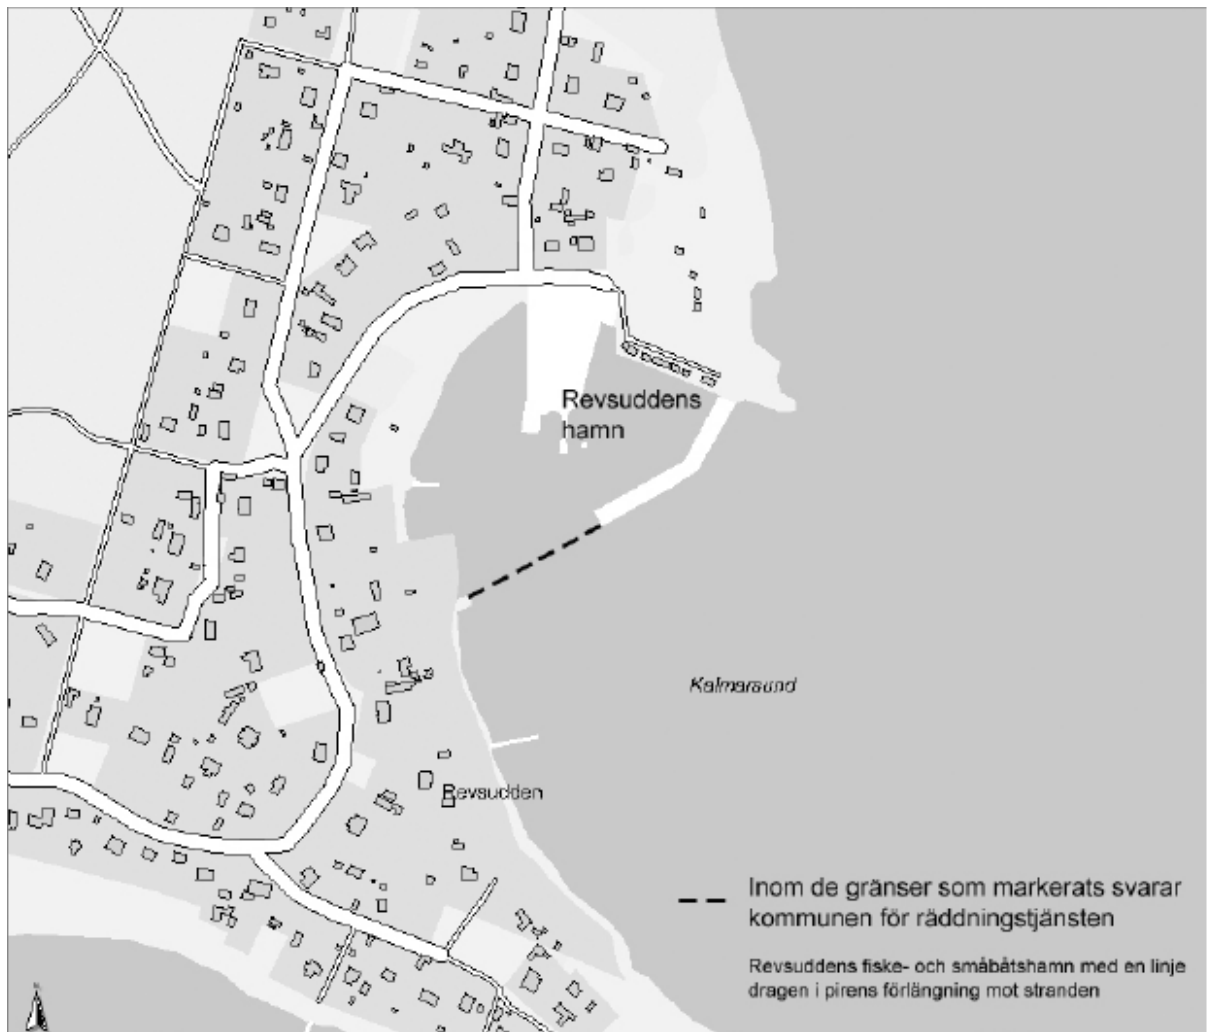 Revsuddens
hamn
Kalmarsund
Revsudden
Inom de gränser som markerats svarar
kommunen för räddningstjänsten
Revsuddens fiske- och småbåtshamn med en linje
dragen i pirens förlängning mot stranden